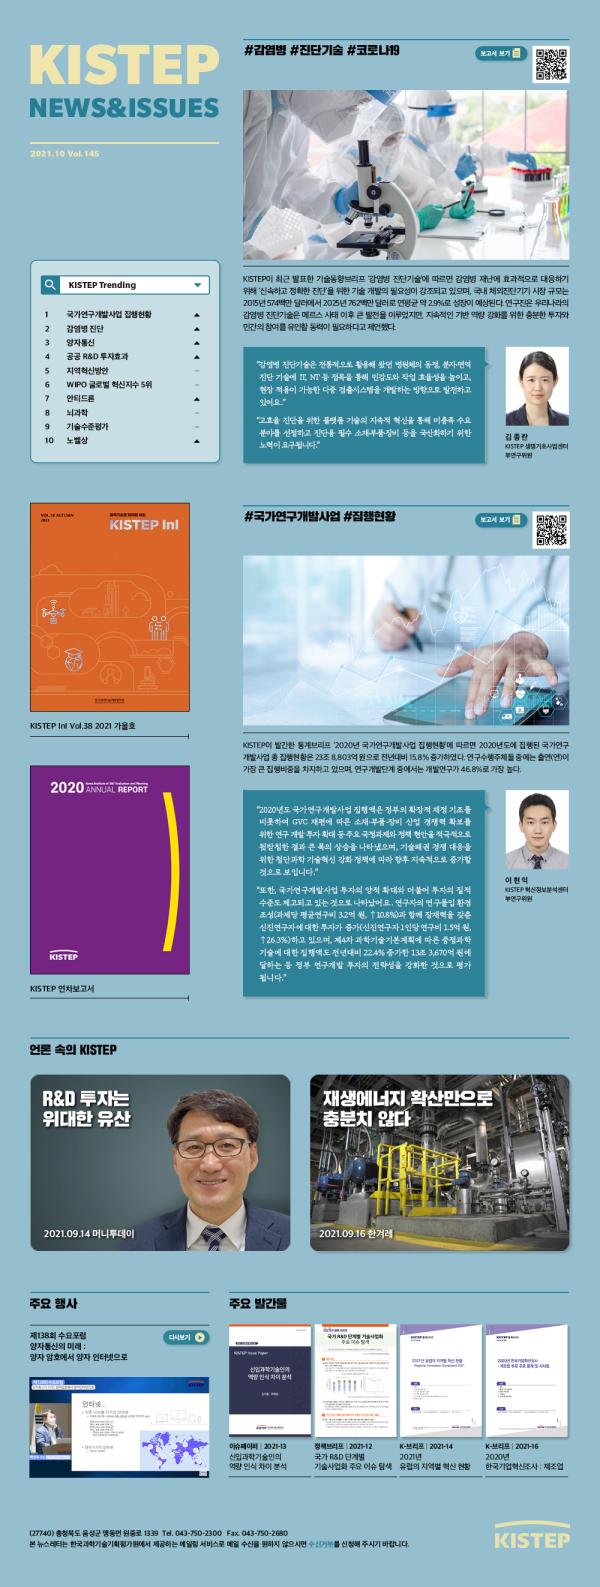 KISTEP
NEWS&ISSUES
2021.10 Vol.145
KISTEP Trending
1 국가연구개발사업 집행현황
2 감염병 진단
3 양자통신
4 공공 R&D 투자효과
5 지역혁신방안
6 WIPO 글로벌 혁신지수 5위
7 안티드론
8 뇌과학
9 기술수준평가
10 노벨상
#감염병 #진단기술 #코로나19
보고서 보기
KISTEP이 최근 발표한 기술동향브리프 '감염병 진단기술'에 따르면 감염병 재난에 효과적으로 대응하기
위해 '신속하고 정확한 진단'을 위한 기술 개발의 필요성이 강조되고 있으며, 국내 체외진단기기 시장 규모는
2015년 574백만 달러에서 2025년 762백만 달러로 연평균 약 2.9%로 성장이 예상된다. 연구진은 우리나라의
감염병 진단기술은 메르스 사태 이후 큰 발전을 이루었지만, 지속적인 기반 역량 강화를 위한 충분한 투자와
민간의 참여를 유인할 동력이 필요하다고 제언했다.
"감염병 진단기술은 전통적으로 활용해 왔던 병원체의 동정, 분자·면역
진단 기술에 IT, NT 등 접목을 통해 민감도와 작업 효율성을 높이고,
현장 적용이 가능한 다중 검출시스템을 개발하는 방향으로 발전하고
있어요.."
"고효율 진단을 위한 플랫폼 기술의 지속적 혁신을 통해 미충족 수요
분야를 선점하고 진단용 필수 소재·부품·장비 등을 국산화하기 위한
노력이 요구됩니다."
김종란
KISTEP 생명기초사업센터
부연구위원
VOL.38 AUTUMN
2021
KISTEP InI
KISTEP InI Vol.38 2021 가을호
#국가연구개발사업 #집행현황
보고서 보기
KISTEP이 발간한 통계브리프 '2020년 국가연구개발사업 집행현황'에 따르면 2020년도에 집행된 국가연구
개발사업 총 집행현황은 23조 8,803억 원으로 전년대비 15.8% 증가하였다. 연구수행주체들 중에는 출연(연)이
가장 큰 집행비중을 차지하고 있으며, 연구개발단계 중에서는 개발연구가 46.8%로 가장 높다.
"2020년도 국가연구개발사업 집행액은 정부의 확장적 재정 기조를
비롯하여 GVC 재편에 따른 소재·부품·장비 산업 경쟁력 확보를
위한 연구 개발 투자 확대 등 주요 국정과제와 정책 현안을 적극적으로
뒷받침한 결과 큰 폭의 상승을 나타냈으며, 기술패권 경쟁 대응을
위한 첨단과학 기술혁신 강화 정책에 따라 향후 지속적으로 증가할
것으로 보입니다."
"또한, 국가연구개발사업 투자의 양적 확대와 더불어 투자의 질적
수준도 제고되고 있는 것으로 나타났어요. 연구자의 연구몰입 환경
조성(과제당 평균연구비 3.2억 원, ↑10.8%)과 함께 잠재력을 갖춘
신진연구자에 대한 투자가 증가(신진연구자 1인당 연구비 1.5억 원,
↑26.3%)하고 있으며, 제4차 과학기술기본계획에 따른 중점과학
기술에 대한 집행액도 전년대비 22.4% 증가한 13조 3,670억 원에
달하는 등 정부 연구개발 투자의 전략성을 강화한 것으로 평가
됩니다."
이현익
KISTEP 혁신정보분석센터
부연구위원
2020 ANNUAL REPORT
KISTEP
KISTEP 연차보고서
언론 속의 KISTEP
R&D 투자는
위대한 유산
2021.09.14 머니투데이
재생에너지 확산만으로
충분치 않다
2021.09.16 한겨레
주요 행사
제138회 수요포럼
양자통신의 미래 :
양자 암호에서 양자 인터넷으로
다시보기
인터넷:
주요 발간물
KISTEP Issue Paper
신입과학기술인의
역량 인식 차이 분석
국가 R&D 단계별 기술사업화
주요 이슈 탐색
이슈페이퍼 | 2021-13
신입과학기술인의
역량 인식 차이 분석
정책브리프 | 2021-12
국가 R&D 단계별
기술사업화 주요 이슈 탐색
K-브리프 | 2021-14
2021년
유럽의 지역별 혁신 현황
K-브리프 | 2021-16
2020년
한국기업혁신조사 : 제조업
(27740) 충청북도 음성군 맹동면 원중로 1339 Tel. 043-750-2300 Fax. 043-750-2680
본 뉴스레터는 한국과학기술기획평가원에서 제공하는 메일링 서비스로 메일 수신을 원하지 않으시면 수신거부를 신청해 주시기 바랍니다.
KISTEP